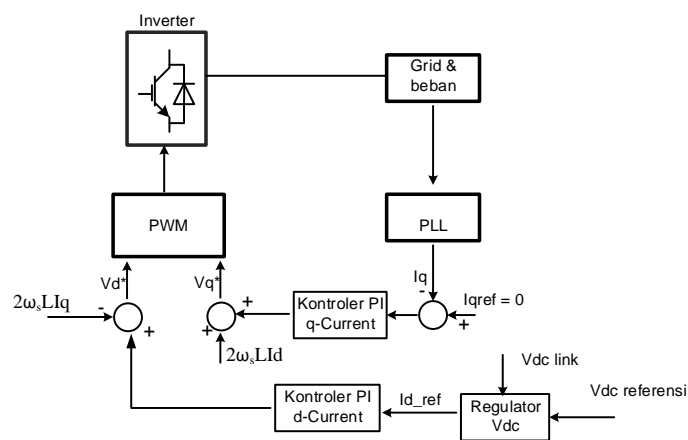 Inverter
Grid &
beban
PWM
PLL
Vd*
Vq*
Iq
2ωₛLIq
-
+
+
+
-
+
Kontroler PI
q-Current
Iqref = 0
2ωₛLId
Vdc link
Kontroler PI
d-Current
Id_ref
Regulator
Vdc
Vdc referensi